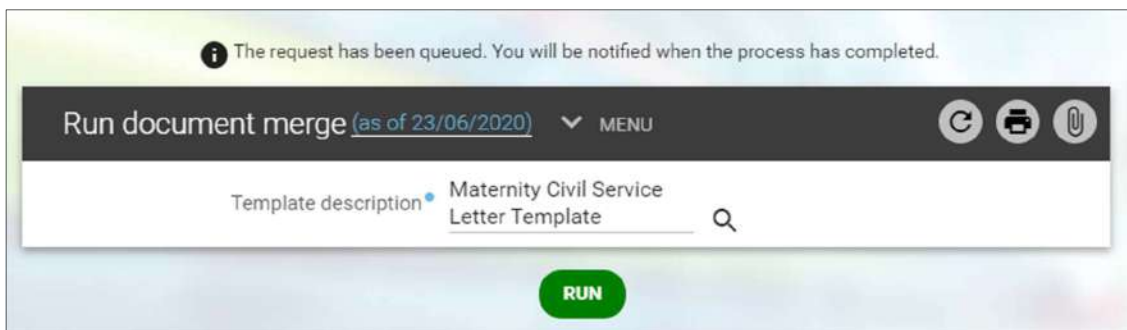 The request has been queued. You will be notified when the process has completed.
Run document merge (as of 23/06/2020) MENU
Template description Maternity Civil Service
Letter Template
RUN